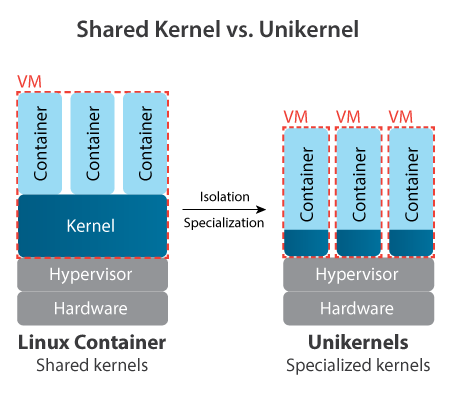 Shared Kernel vs. Unikernel
VM
Container
Container
Container
Kernel
Hypervisor
Hardware
Linux Container
Shared kernels
Isolation
Specialization
VM
VM
VM
Container
Container
Container
Hypervisor
Hardware
Unikernels
Specialized kernels